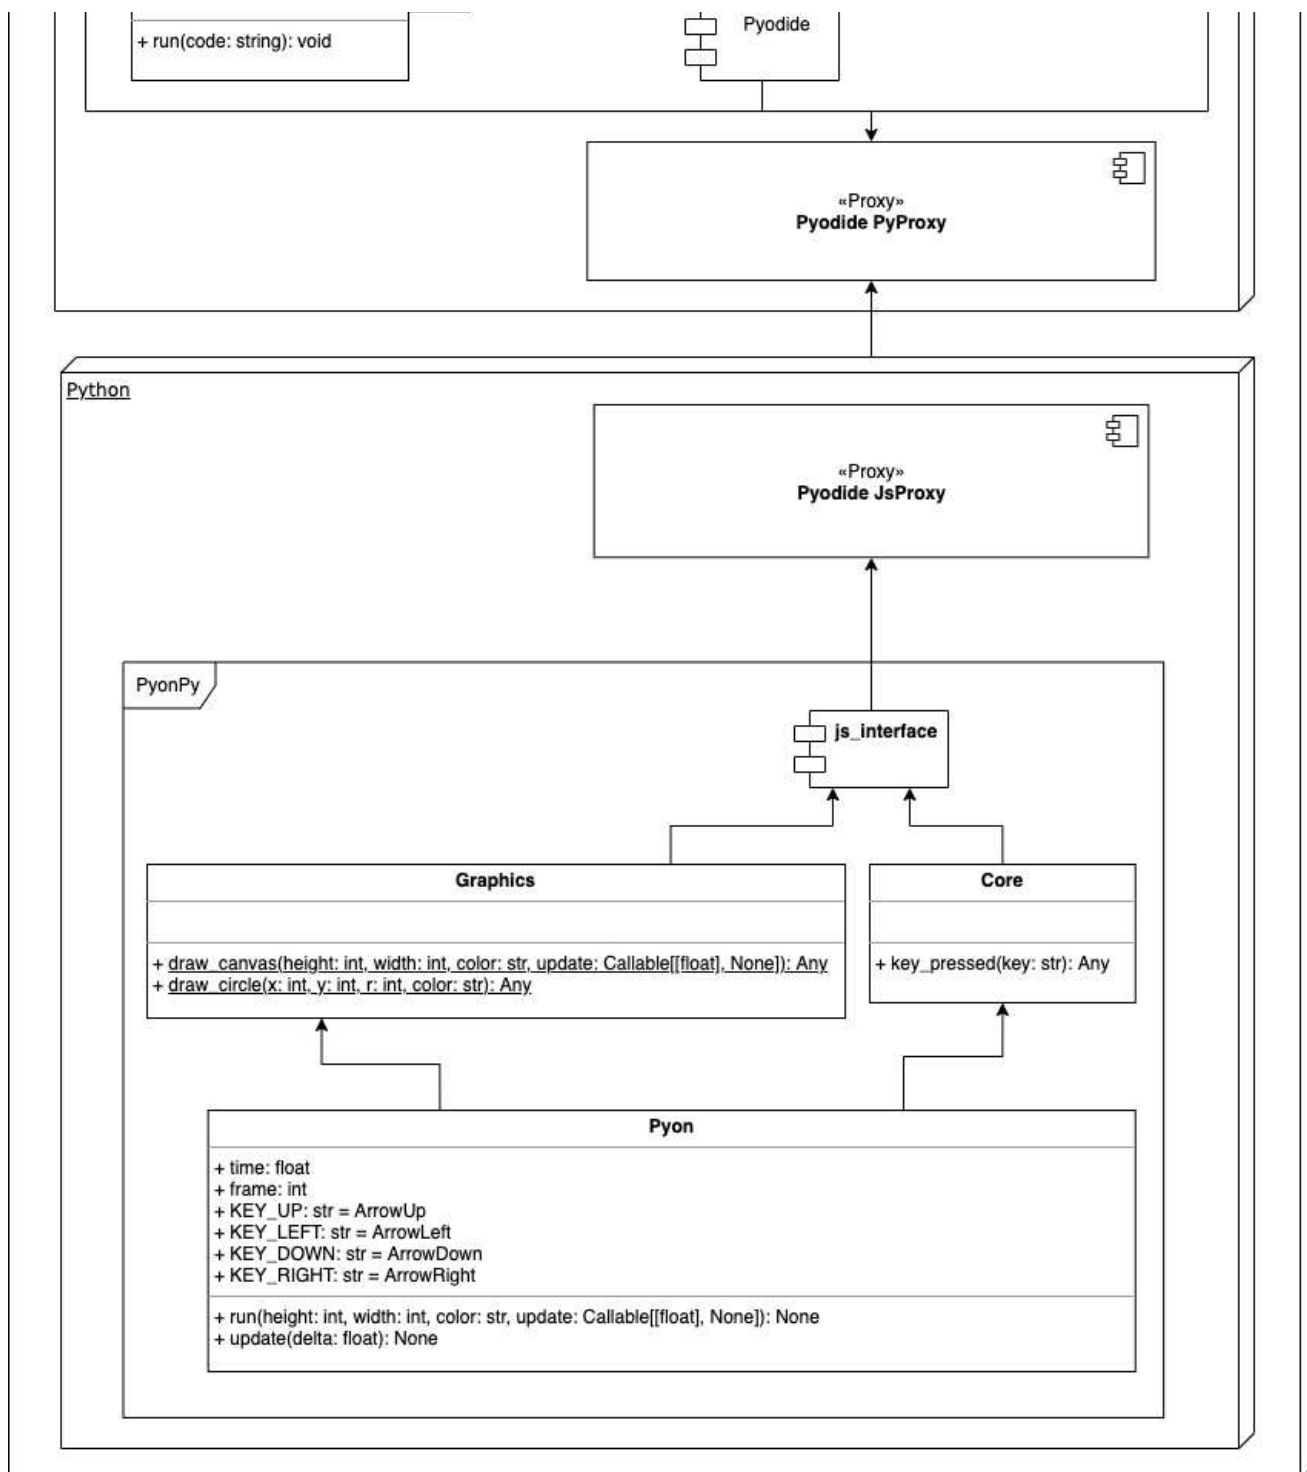 + run(code: string): void
Pyodide
«Proxy»
Pyodide PyProxy
Python
«Proxy»
Pyodide JsProxy
PyonPy
js_interface
Graphics
+ draw_canvas(height: int, width: int, color: str, update: Callable[[float], None]): Any
+ draw_circle(x: int, y: int, r: int, color: str): Any
Core
+ key_pressed(key: str): Any
Pyon
+ time: float
+ frame: int
+ KEY_UP: str = ArrowUp
+ KEY_LEFT: str = ArrowLeft
+ KEY_DOWN: str = ArrowDown
+ KEY_RIGHT: str = ArrowRight
+ run(height: int, width: int, color: str, update: Callable[[float], None]): None
+ update(delta: float): None